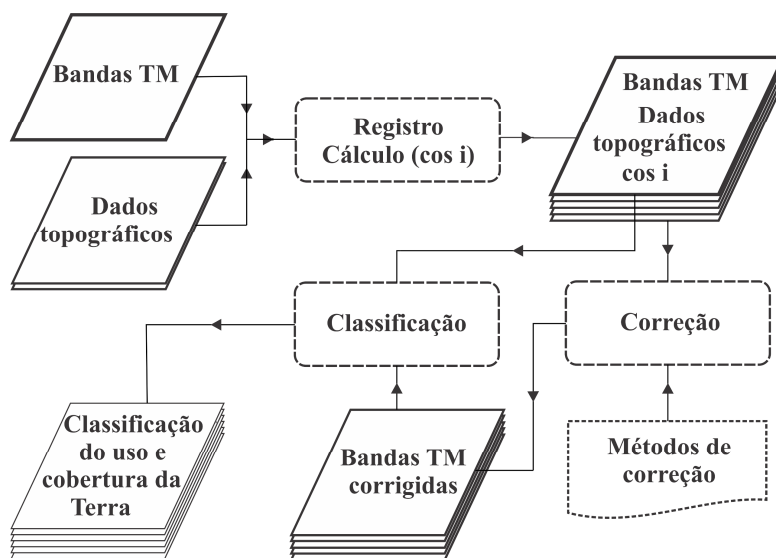 Bandas TM
Dados
topográficos
Registro
Cálculo (cos i)
Bandas TM
Dados
topográficos
cos i
Classificação
Correção
Classificação
do uso e
cobertura da
Terra
Bandas TM
corrigidas
Métodos de
correção